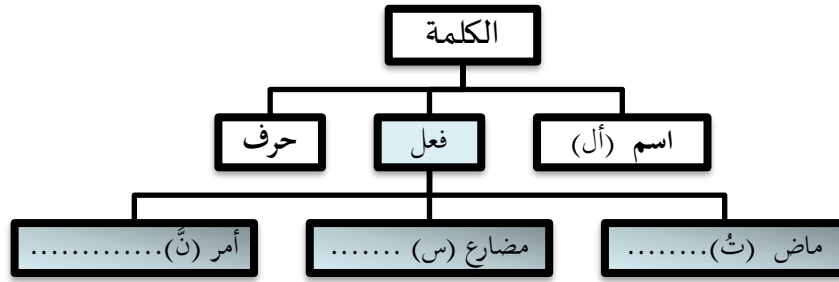 الكلمة
اسم (أل)
فعل
حرف
ماض (تُ)........
مضارع (س) .......
أمر (نَّ).............